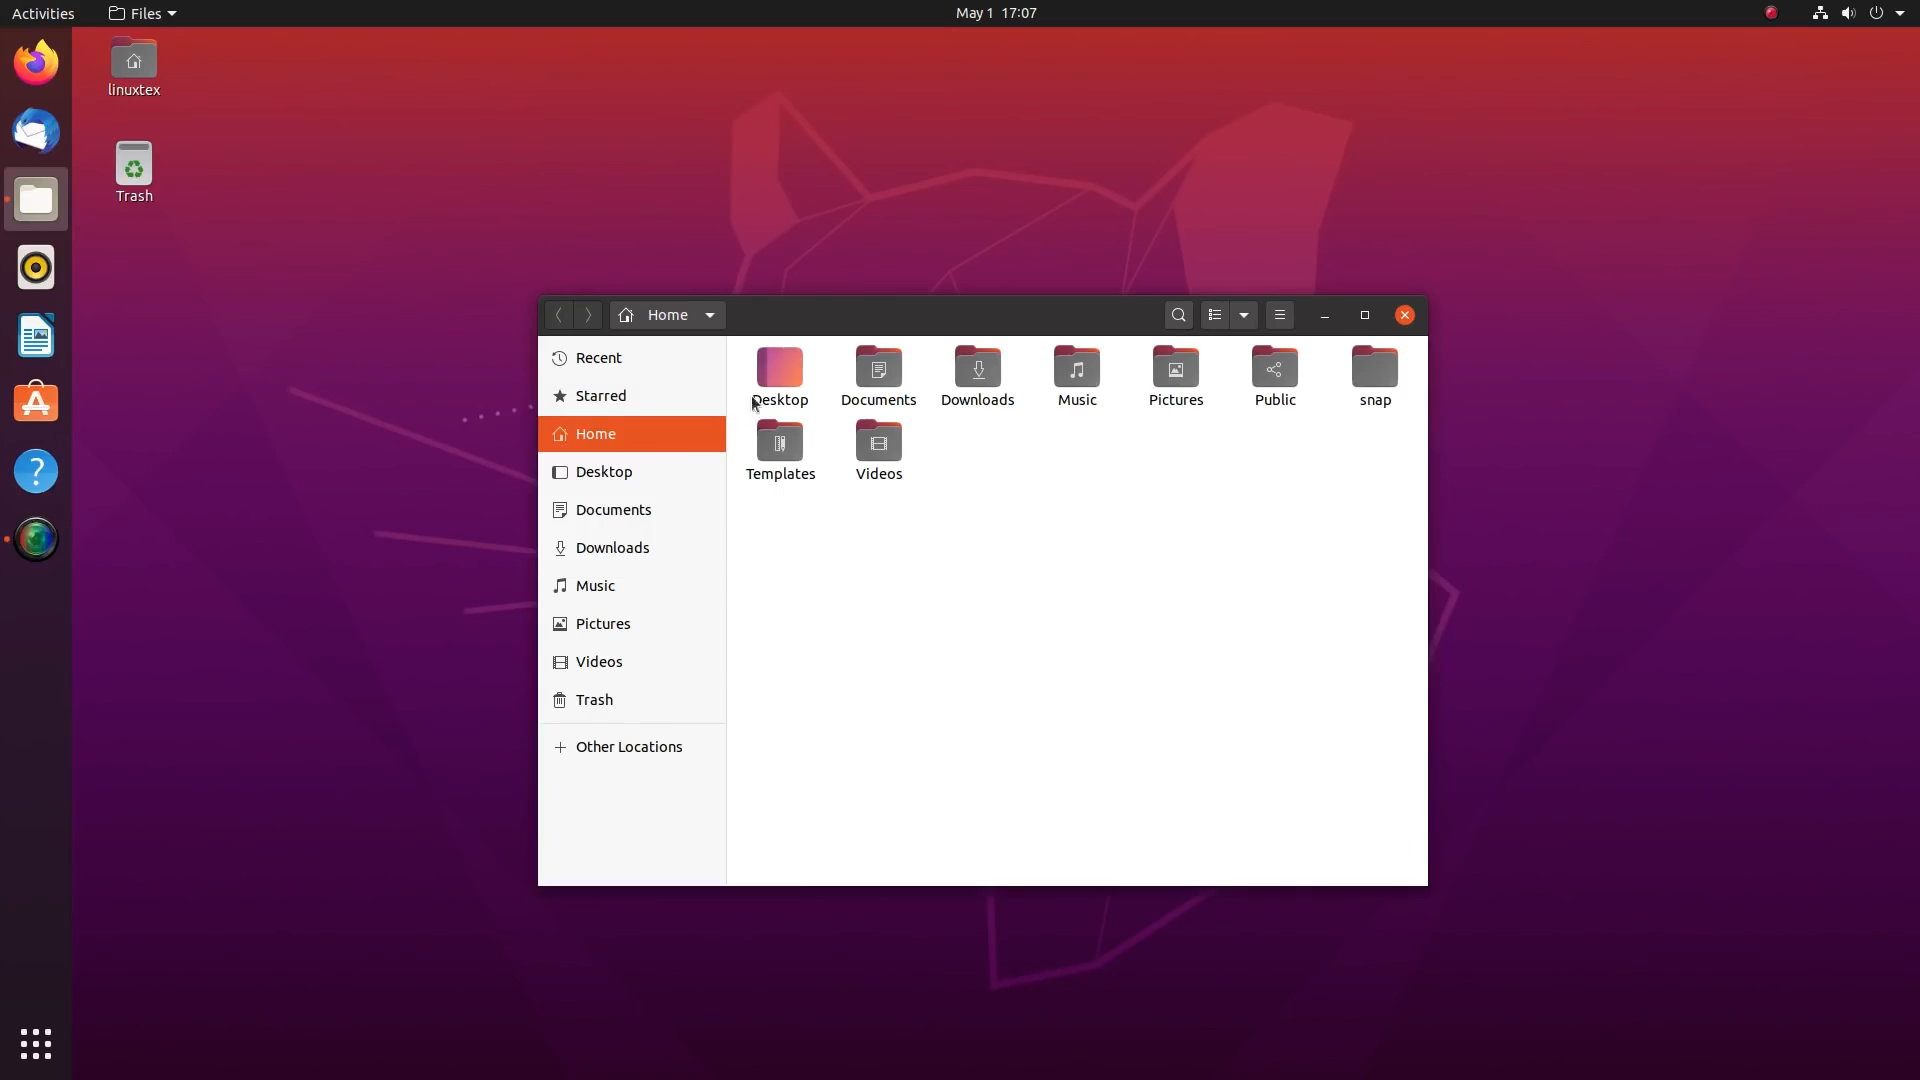 Activities Files May 1 17:07
linuxtex
Trash
Home
Recent
Starred
Home
Desktop
Documents
Downloads
Music
Pictures
Videos
Trash
Other Locations
Desktop Documents Downloads Music Pictures Public snap
Templates Videos